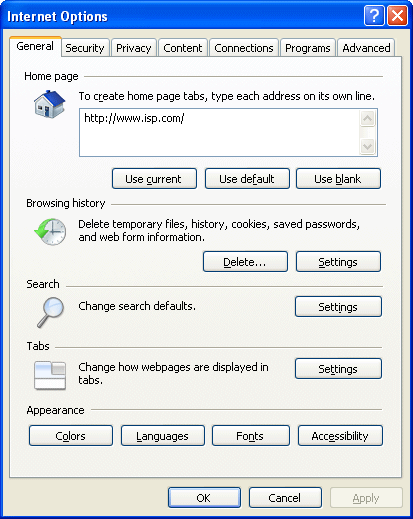 Internet Options
General Security Privacy Content Connections Programs Advanced
Home page
To create home page tabs, type each address on its own line.
http://www.isp.com/
Use current Use default Use blank
Browsing history
Delete temporary files, history, cookies, saved passwords,
and web form information.
Delete... Settings
Search
Change search defaults. Settings
Tabs
Change how webpages are displayed in
tabs.
Settings
Appearance
Colors Languages Fonts Accessibility
OK Cancel Apply